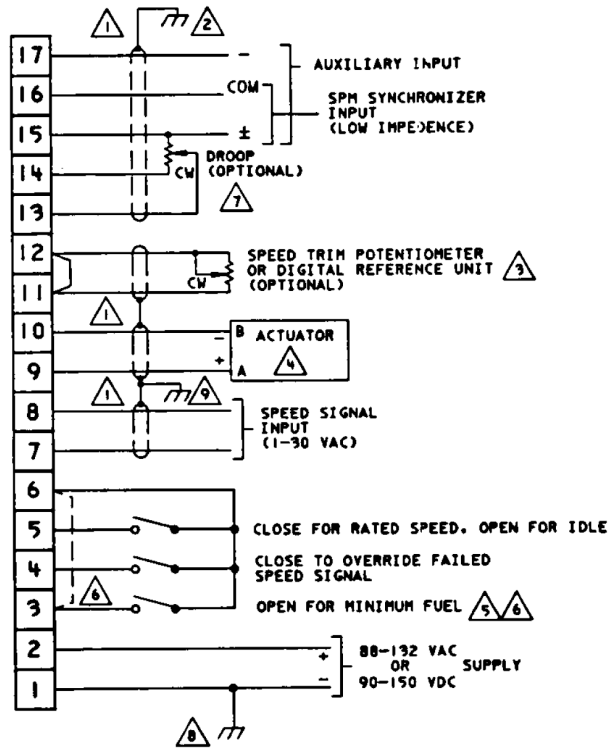 1 2
17 - AUXILIARY INPUT
16 COM SPM SYNCHRONIZER
INPUT
15 ± (LOW IMPEDENCE)
14 CW DROOP
(OPTIONAL)
7
13
12 SPEED TRIM POTENTIOMETER
OR DIGITAL REFERENCE UNIT 3
11 CW (OPTIONAL)
1
10 - B ACTUATOR
9 + A 4
1 9
8 SPEED SIGNAL
INPUT
7 (1-30 VAC)
6
5 CLOSE FOR RATED SPEED. OPEN FOR IDLE
4 CLOSE TO OVERRIDE FAILED
SPEED SIGNAL
3 6 OPEN FOR MINIMUM FUEL 5 6
2 + 88-132 VAC
OR SUPPLY
1 - 90-150 VDC
8